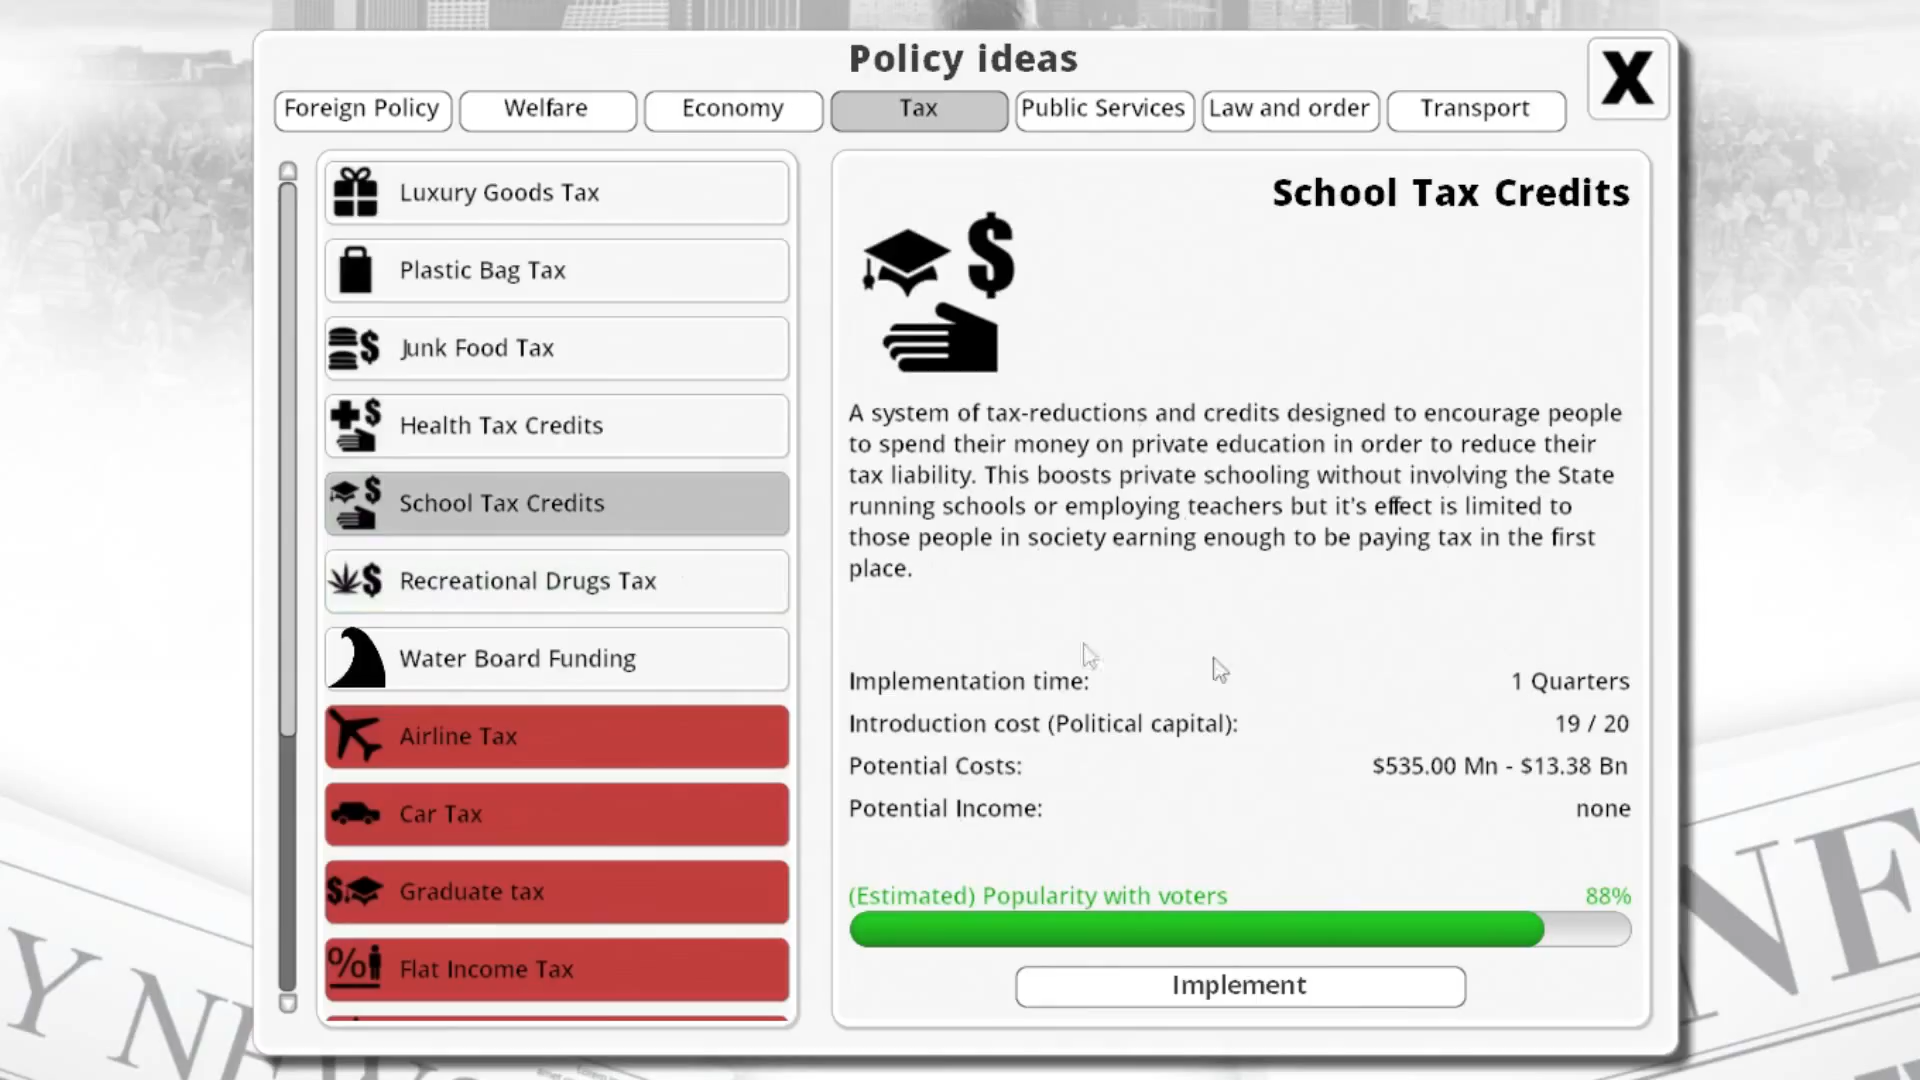 Policy ideas
X
Foreign Policy
Welfare
Economy
Tax
Public Services
Law and order
Transport
Luxury Goods Tax
Plastic Bag Tax
Junk Food Tax
Health Tax Credits
School Tax Credits
Recreational Drugs Tax
Water Board Funding
Airline Tax
Car Tax
Graduate tax
Flat Income Tax
School Tax Credits
A system of tax-reductions and credits designed to encourage people
to spend their money on private education in order to reduce their
tax liability. This boosts private schooling without involving the State
running schools or employing teachers but it's effect is limited to
those people in society earning enough to be paying tax in the first
place.
Implementation time: 1 Quarters
Introduction cost (Political capital): 19 / 20
Potential Costs: $535.00 Mn - $13.38 Bn
Potential Income: none
(Estimated) Popularity with voters 88%
Implement
Y NEW
NE